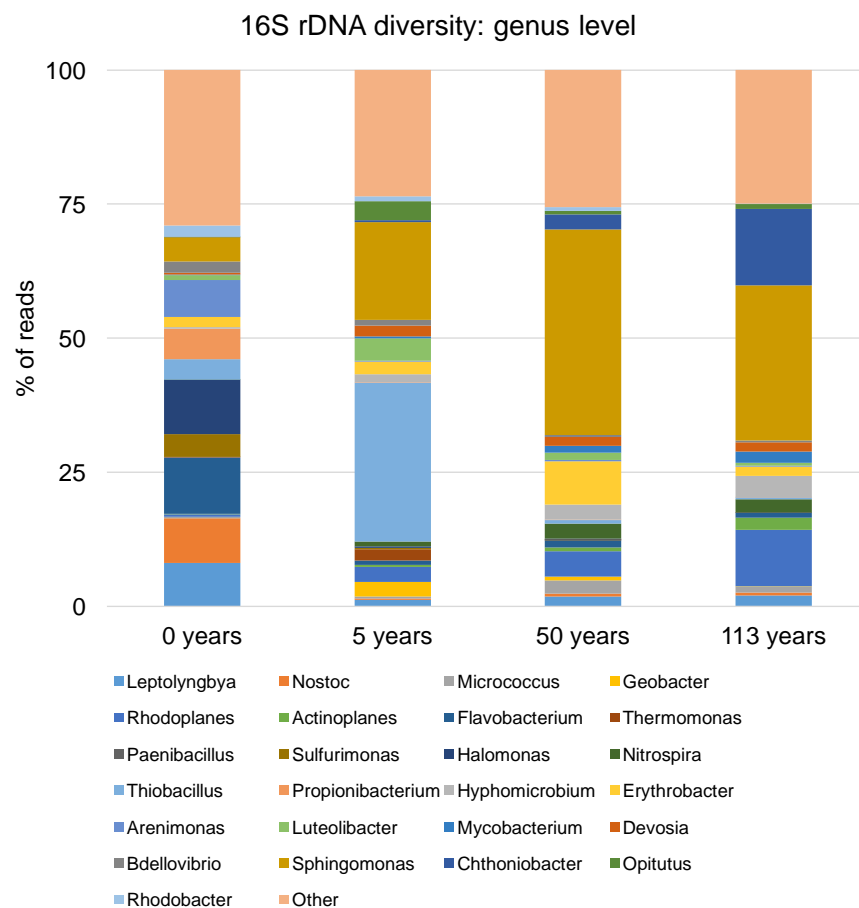 16S rDNA diversity: genus level
100
75
50
25
0
% of reads
0 years 5 years 50 years 113 years
Leptolyngbya Nostoc Micrococcus Geobacter
Rhodoplanes Actinoplanes Flavobacterium Thermomonas
Paenibacillus Sulfurimonas Halomonas Nitrospira
Thiobacillus Propionibacterium Hyphomicrobium Erythrobacter
Arenimonas Luteolibacter Mycobacterium Devosia
Bdellovibrio Sphingomonas Chthoniobacter Opitutus
Rhodobacter Other